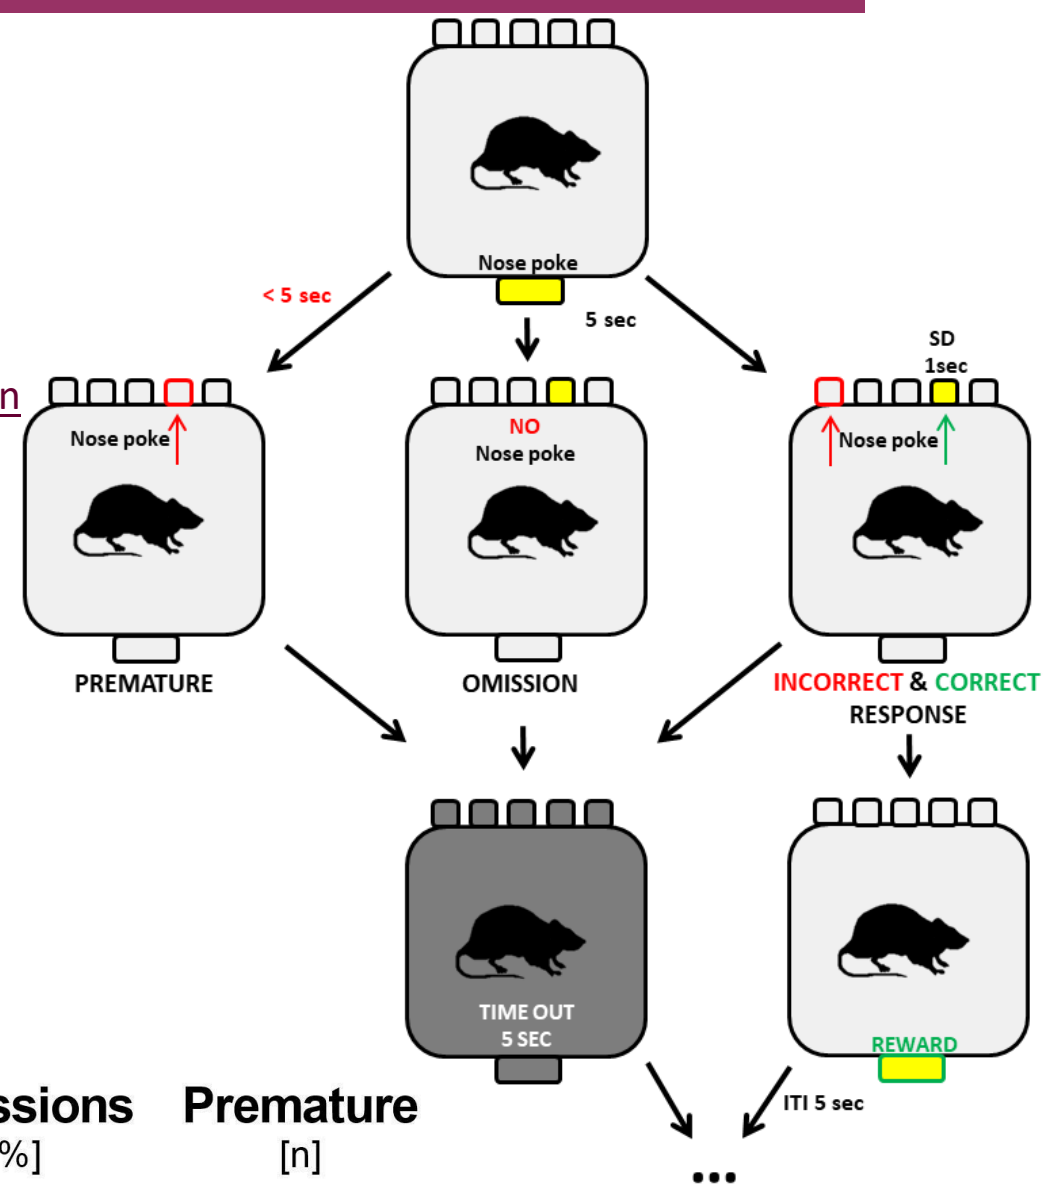 Nose poke
< 5 sec
5 sec
SD
1sec
n
Nose poke
NO
Nose poke
Nose poke
PREMATURE
OMISSION
INCORRECT & CORRECT
RESPONSE
TIME OUT
5 SEC
REWARD
ITI 5 sec
ssions Premature
%] [n]
...